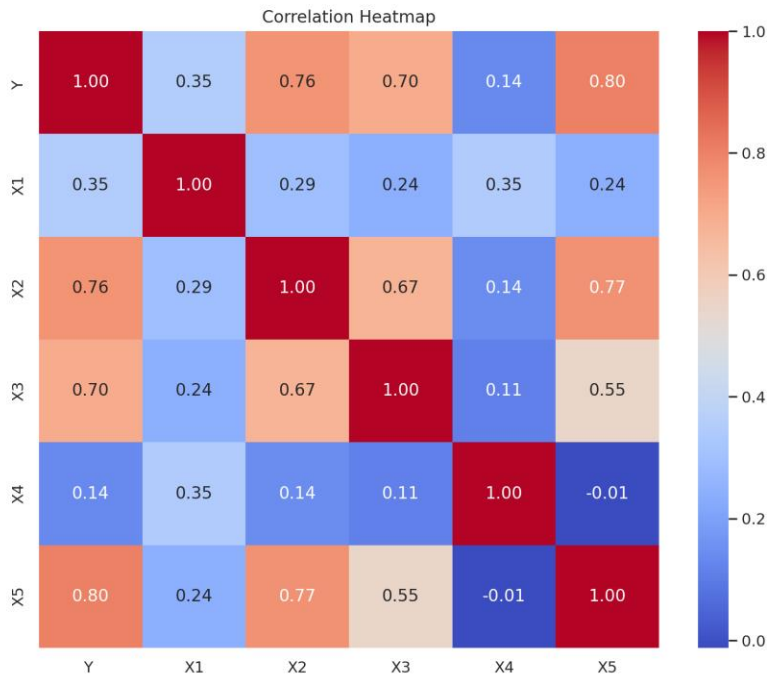 Correlation Heatmap
Y 1.00 0.35 0.76 0.70 0.14 0.80
X1 0.35 1.00 0.29 0.24 0.35 0.24
X2 0.76 0.29 1.00 0.67 0.14 0.77
X3 0.70 0.24 0.67 1.00 0.11 0.55
X4 0.14 0.35 0.14 0.11 1.00 -0.01
X5 0.80 0.24 0.77 0.55 -0.01 1.00
Y X1 X2 X3 X4 X5
1.0
0.8
0.6
0.4
0.2
0.0